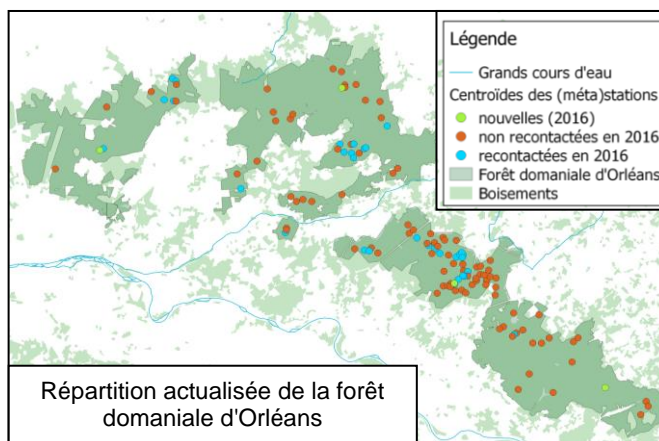 Légende
Grands cours d'eau
Centroïdes des (méta)stations
nouvelles (2016)
non recontactées en 2016
recontactées en 2016
Forêt domaniale d'Orléans
Boisements
Répartition actualisée de la forêt
domaniale d'Orléans